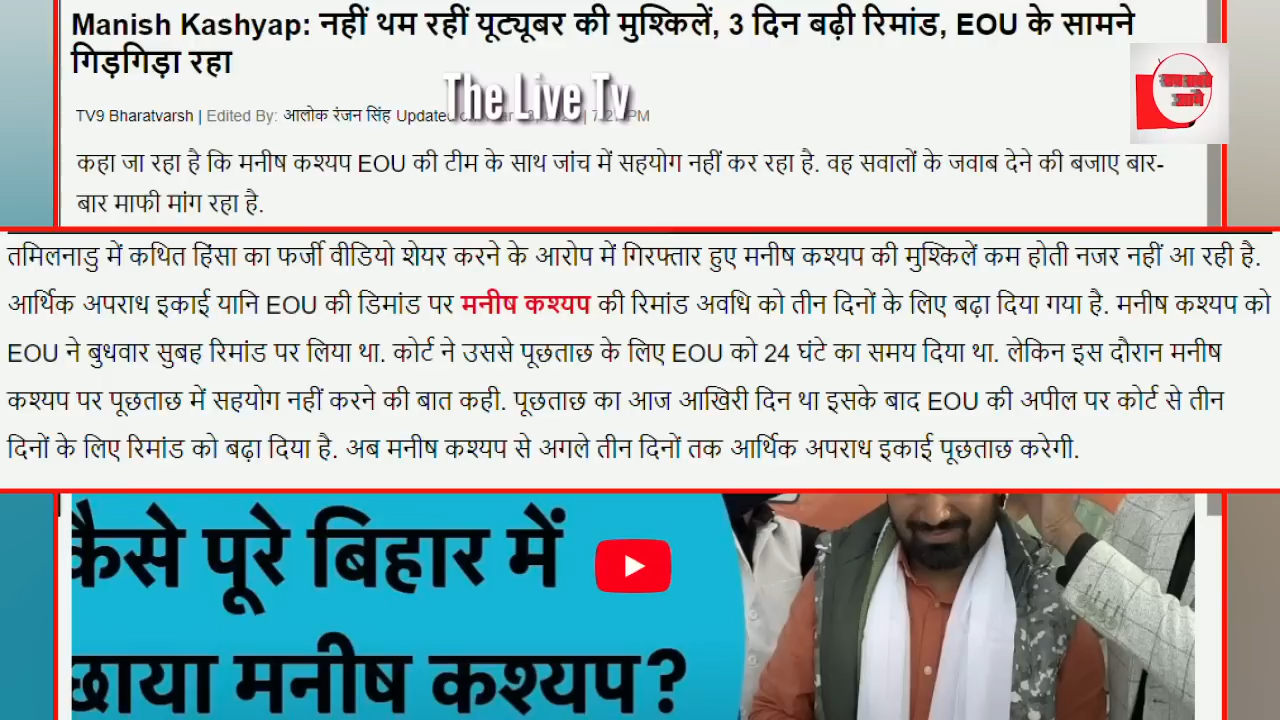 Manish Kashyap: नहीं थम रहीं यूट्यूबर की मुश्किलें, 3 दिन बढ़ी रिमांड, EOU के सामने
गिड़गिड़ा रहा
The Live Tv
TV9 Bharatvarsh | Edited By: आलोक रंजन सिंह Updated PM
कहा जा रहा है कि मनीष कश्यप EOU की टीम के साथ जांच में सहयोग नहीं कर रहा है. वह सवालों के जवाब देने की बजाए बार-
बार माफी मांग रहा है.
तमिलनाडु में कथित हिंसा का फर्जी वीडियो शेयर करने के आरोप में गिरफ्तार हुए मनीष कश्यप की मुश्किलें कम होती नजर नहीं आ रही है.
आर्थिक अपराध इकाई यानि EOU की डिमांड पर मनीष कश्यप की रिमांड अवधि को तीन दिनों के लिए बढ़ा दिया गया है. मनीष कश्यप को
EOU ने बुधवार सुबह रिमांड पर लिया था. कोर्ट ने उससे पूछताछ के लिए EOU को 24 घंटे का समय दिया था. लेकिन इस दौरान मनीष
कश्यप पर पूछताछ में सहयोग नहीं करने की बात कही. पूछताछ का आज आखिरी दिन था इसके बाद EOU की अपील पर कोर्ट से तीन
दिनों के लिए रिमांड को बढ़ा दिया है. अब मनीष कश्यप से अगले तीन दिनों तक आर्थिक अपराध इकाई पूछताछ करेगी.
कैसे पूरे बिहार में
छाया मनीष कश्यप?